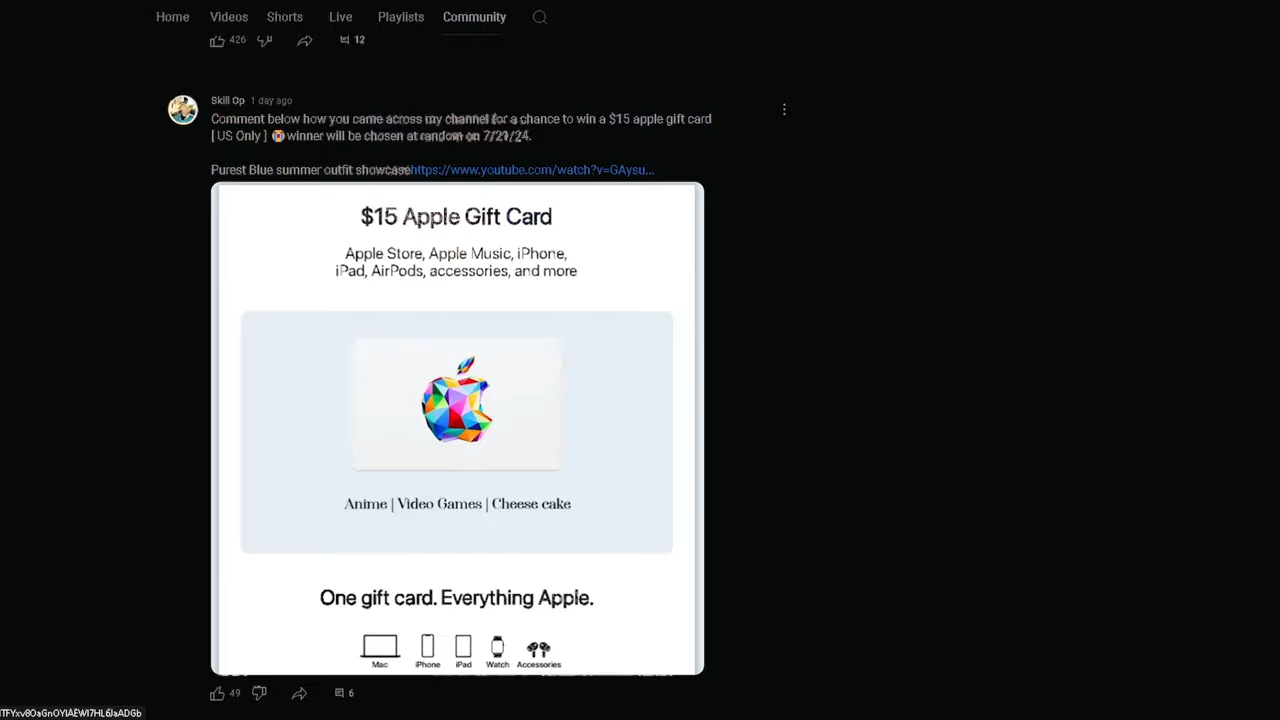 Home Videos Shorts Live Playlists Community
426 12
Skill Op 1 day ago
Comment below how you came across my channel for a chance to win a $15 apple gift card
[ US Only ] winner will be chosen at random on 7/21/24.
Purest Blue summer outfit showcase https://www.youtube.com/watch?v=GAysu...
$15 Apple Gift Card
Apple Store, Apple Music, iPhone,
iPad, AirPods, accessories, and more
Anime | Video Games | Cheese cake
One gift card. Everything Apple.
Mac iPhone iPad Watch Accessories
49 6